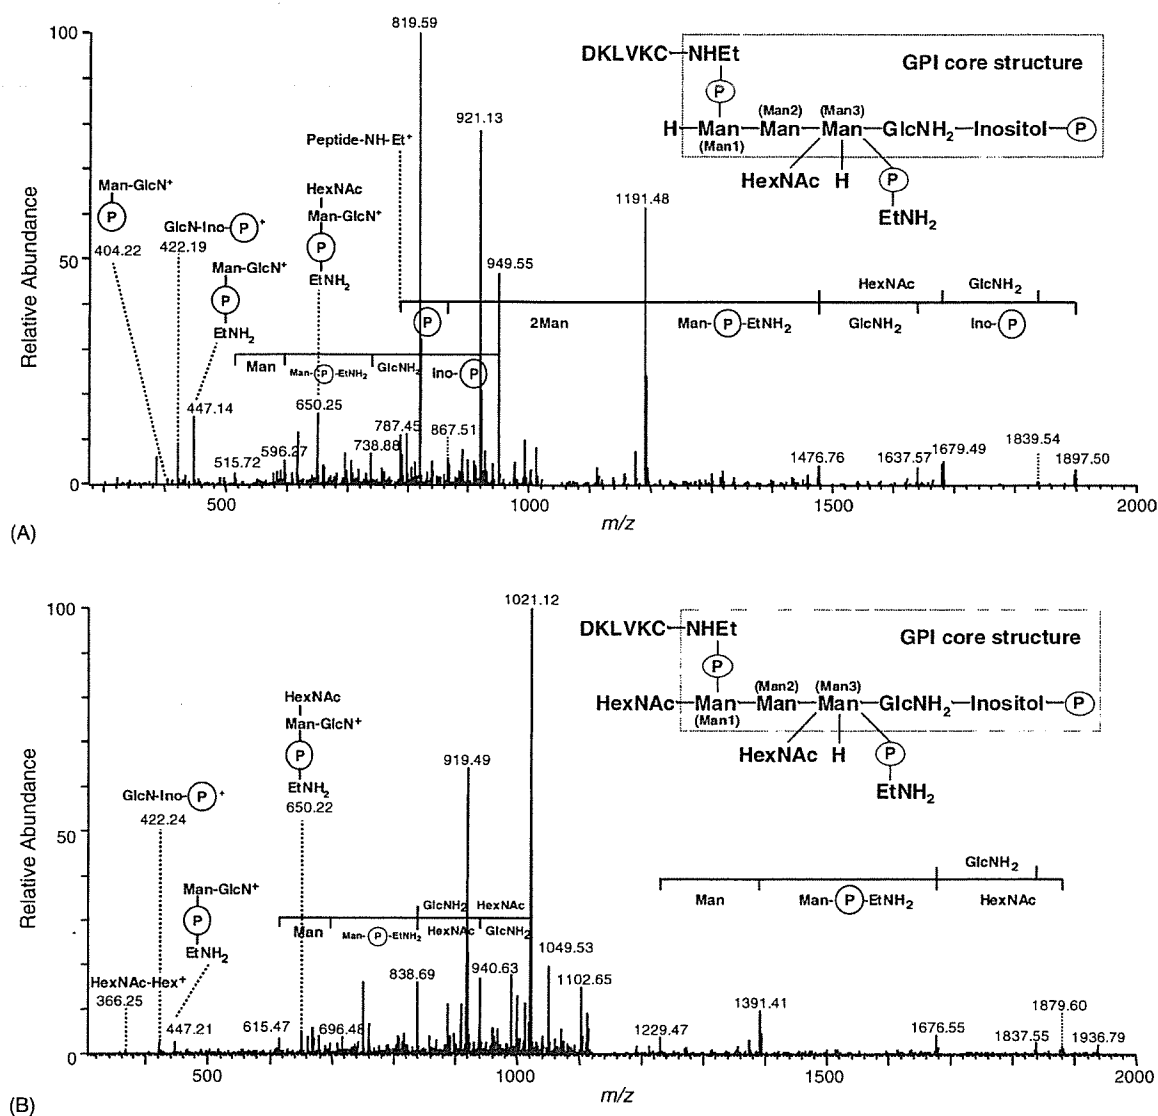 100
50
0
Relative Abundance
500
1000
1500
2000
m/z
(A)
819.59
921.13
1191.48
949.55
Peptide-NH-Et+
Man-GlcN+
P
404.22
GlcN-Ino-P+
422.19
Man-GlcN+
P
EtNH2
447.14
HexNAc
Man-GlcN+
P
EtNH2
650.25
DKLVKC—NHEt
GPI core structure
P
(Man2) (Man3)
H—Man—Man—Man—GlcNH2—Inositol—P
(Man1)
HexNAc H
P
EtNH2
HexNAc GlcNH2
P 2Man Man-P-EtNH2 GlcNH2 Ino-P
Man Man-P-EtNH2 GlcNH2 Ino-P
515.72
596.27
738.88
787.45
867.51
1476.76
1637.57
1679.49
1839.54
1897.50
100
50
0
Relative Abundance
500
1000
1500
2000
m/z
(B)
1021.12
919.49
HexNAc
Man-GlcN+
P
EtNH2
650.22
GlcN-Ino-P+
422.24
Man-GlcN+
P
EtNH2
447.21
HexNAc-Hex+
366.25
DKLVKC—NHEt
GPI core structure
P
(Man2) (Man3)
HexNAc—Man—Man—Man—GlcNH2—Inositol—P
(Man1)
HexNAc H
P
EtNH2
GlcNH2
Man Man-P-EtNH2 HexNAc
GlcNH2 HexNAc
Man Man-P-EtNH2 HexNAc GlcNH2
615.47
696.48
838.69
940.63
1049.53
1102.65
1229.47
1391.41
1676.55
1837.55
1879.60
1936.79